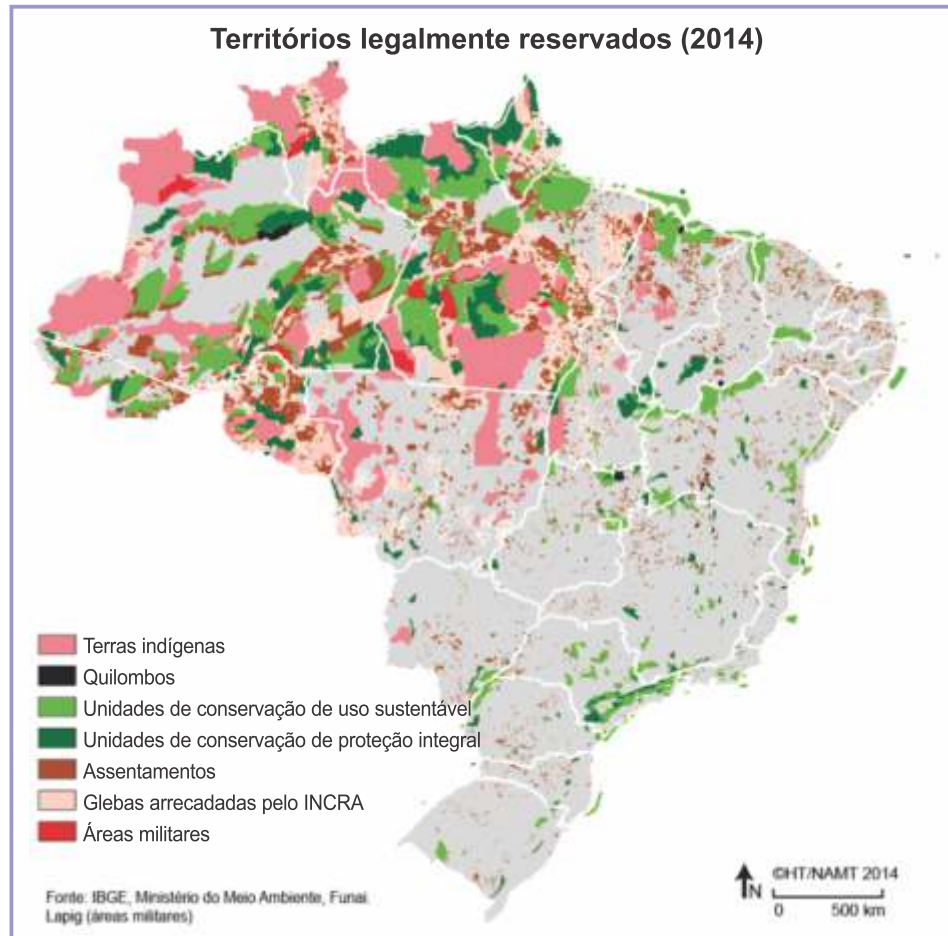 Territórios legalmente reservados (2014)
Terras indígenas
Quilombos
Unidades de conservação de uso sustentável
Unidades de conservação de proteção integral
Assentamentos
Glebas arrecadadas pelo INCRA
Áreas militares
Fonte: IBGE, Ministério do Meio Ambiente, Funai.
Lapig (áreas militares)
N
©HT/NAMT 2014
0 500 km